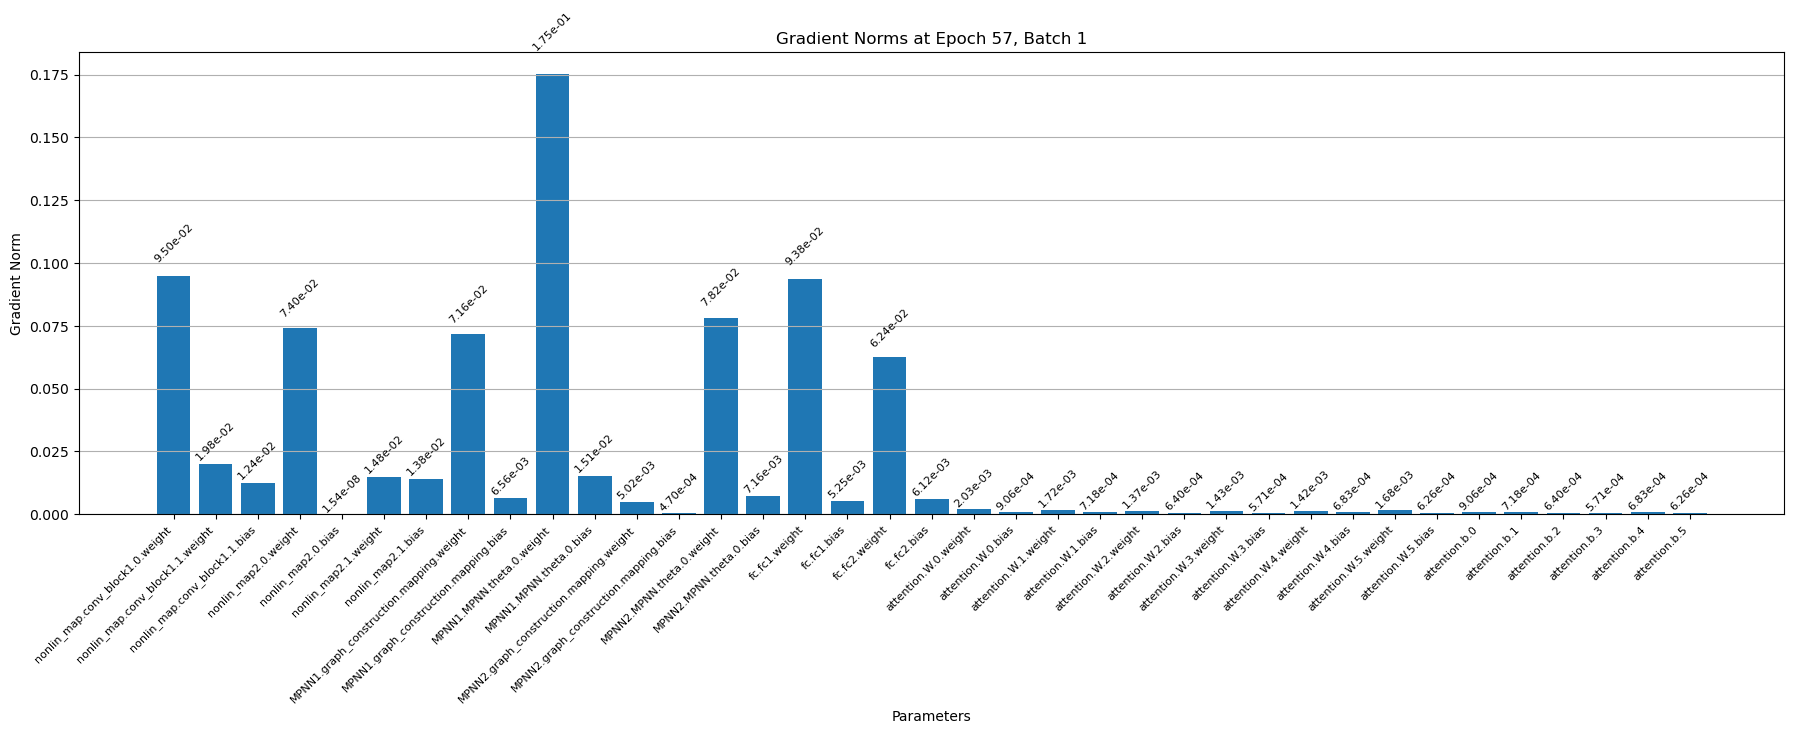 Gradient Norms at Epoch 57, Batch 1
Gradient Norm
0.175
0.150
0.125
0.100
0.075
0.050
0.025
0.000
9.50e-02
1.98e-02
1.24e-02
7.40e-02
1.54e-08
1.48e-02
1.38e-02
7.16e-02
6.56e-03
1.75e-01
1.51e-02
5.02e-03
4.70e-04
7.82e-02
7.16e-03
9.38e-02
5.25e-03
6.24e-02
6.12e-03
2.03e-03
9.06e-04
1.72e-03
7.18e-04
1.37e-03
6.40e-04
1.43e-03
5.71e-04
1.42e-03
6.83e-04
1.68e-03
6.26e-04
9.06e-04
7.18e-04
6.40e-04
5.71e-04
6.83e-04
6.26e-04
nonlin_map.conv_block1.0.weight
nonlin_map.conv_block1.1.weight
nonlin_map.conv_block1.1.bias
nonlin_map2.0.weight
nonlin_map2.0.bias
nonlin_map2.1.weight
nonlin_map2.1.bias
MPNN1.graph_construction.mapping.weight
MPNN1.graph_construction.mapping.bias
MPNN1.MPNN.theta.0.weight
MPNN1.MPNN.theta.0.bias
MPNN2.graph_construction.mapping.weight
MPNN2.graph_construction.mapping.bias
MPNN2.MPNN.theta.0.weight
MPNN2.MPNN.theta.0.bias
fc.fc1.weight
fc.fc1.bias
fc.fc2.weight
fc.fc2.bias
attention.W.0.weight
attention.W.0.bias
attention.W.1.weight
attention.W.1.bias
attention.W.2.weight
attention.W.2.bias
attention.W.3.weight
attention.W.3.bias
attention.W.4.weight
attention.W.4.bias
attention.W.5.weight
attention.W.5.bias
attention.b.0
attention.b.1
attention.b.2
attention.b.3
attention.b.4
attention.b.5
Parameters